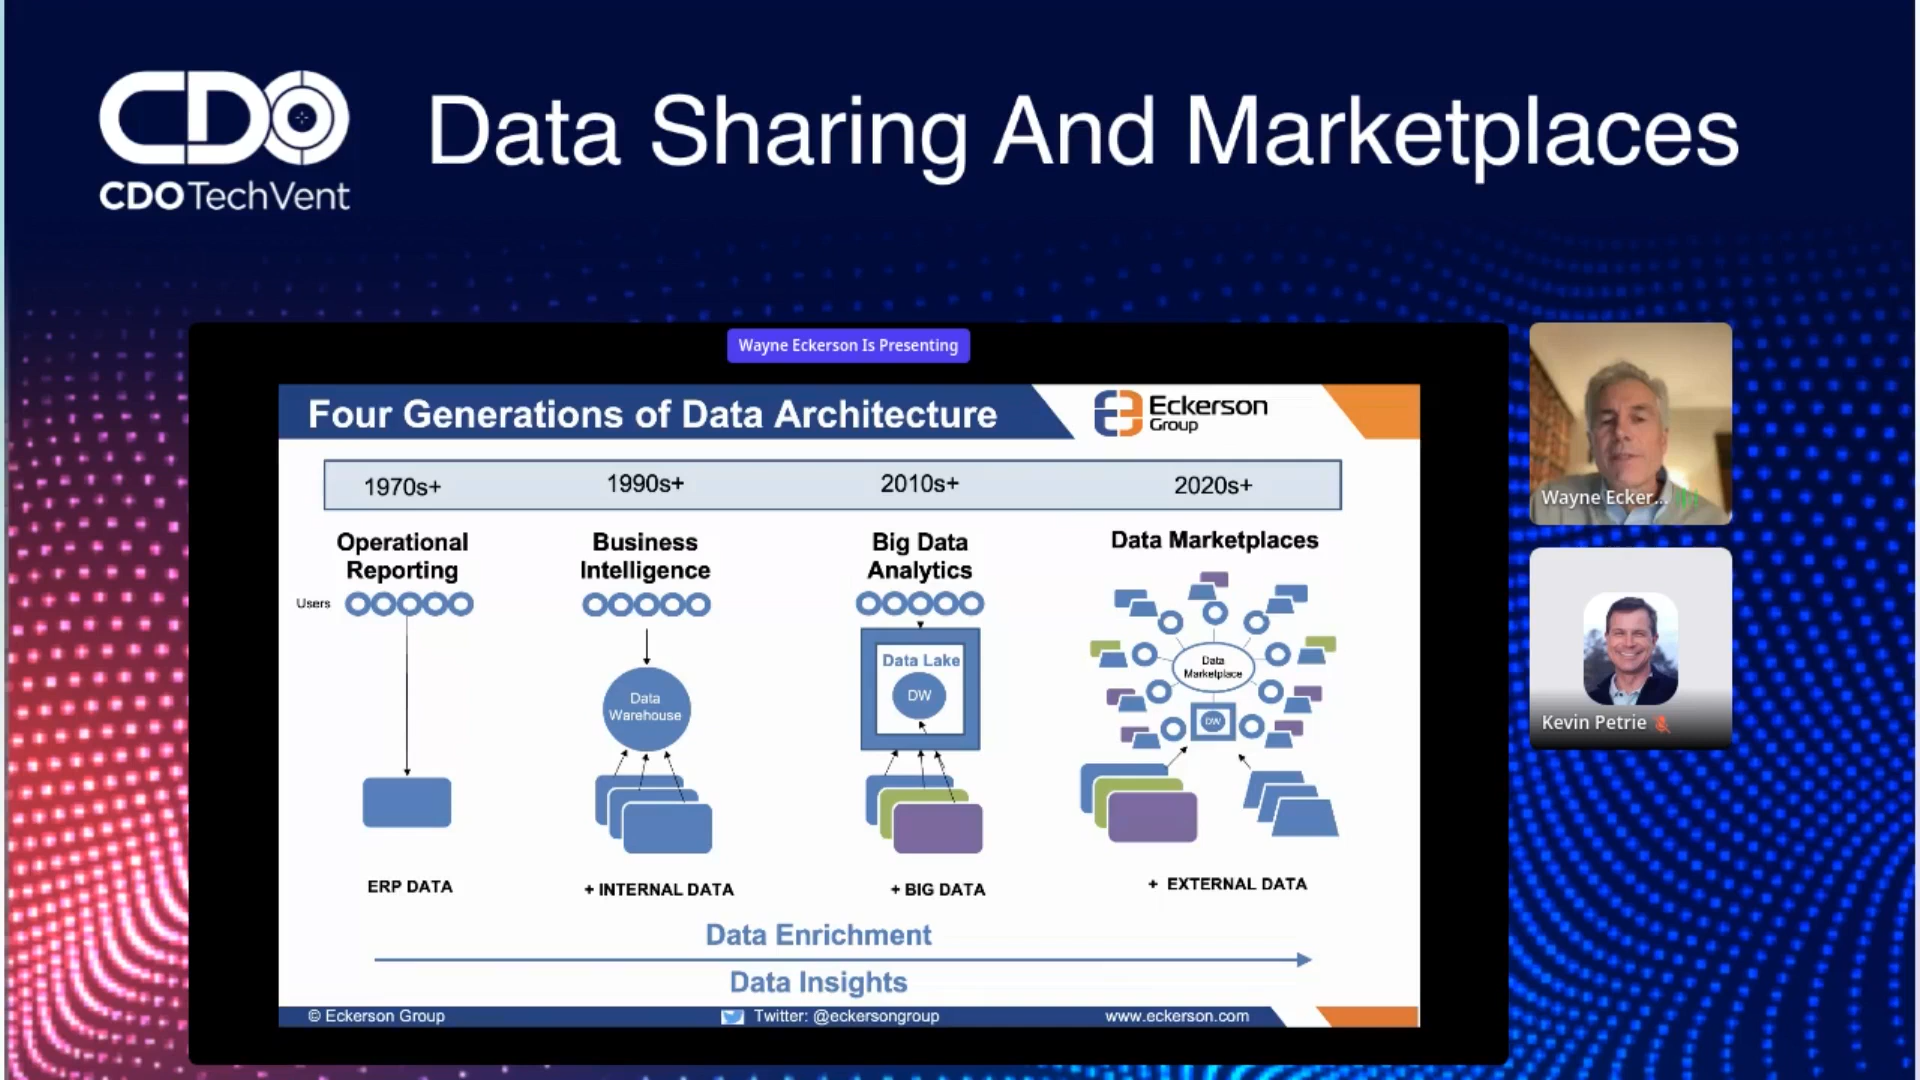 CDO
CDO TechVent
Data Sharing And Marketplaces
Wayne Eckerson Is Presenting
Four Generations of Data Architecture
Eckerson
Group
1970s+
1990s+
2010s+
2020s+
Operational
Reporting
Business
Intelligence
Big Data
Analytics
Data Marketplaces
Users
Data
Warehouse
Data Lake
DW
Data
Marketplace
DW
ERP DATA
+ INTERNAL DATA
+ BIG DATA
+ EXTERNAL DATA
Data Enrichment
Data Insights
© Eckerson Group
Twitter: @eckersongroup
www.eckerson.com
Wayne Ecker...
Kevin Petrie